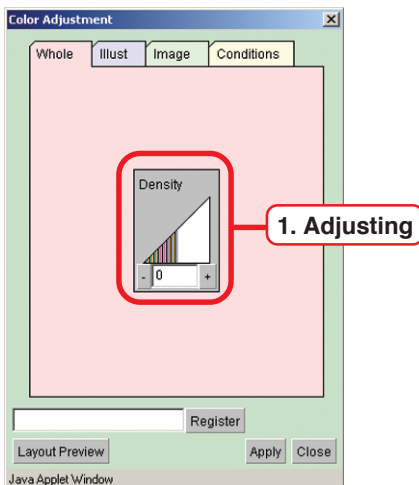 Color Adjustment
Whole Illust Image Conditions
Density
- 0 +
1. Adjusting
Register
Layout Preview Apply Close
Java Applet Window